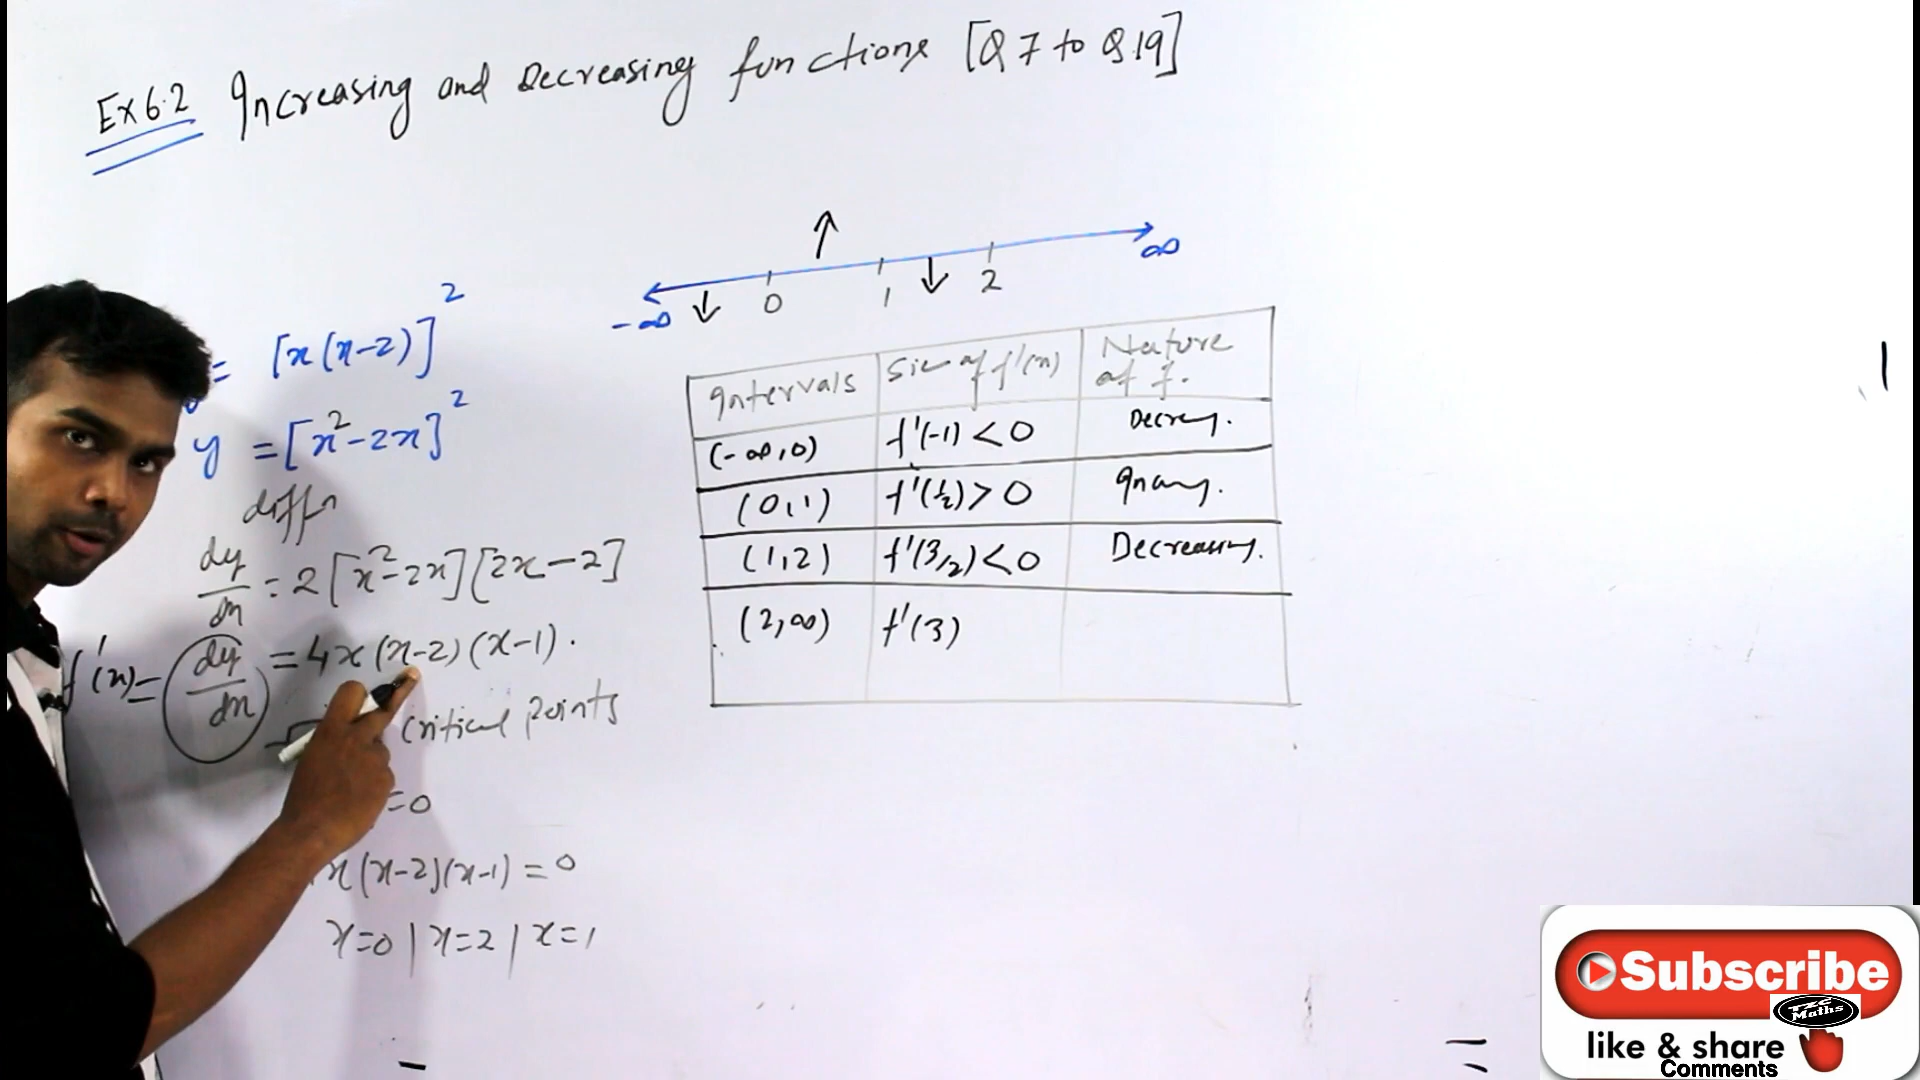 Ex 6.2 Increasing and Decreasing functions [Q 7 to Q.19]
-∞ 0 1 2 ∞
= [x(x-2)]²
y = [x²-2x]²
diffn
dy/dx = 2[x²-2x][2x-2]
f'(x) = dy/dx = 4x(x-2)(x-1).
critical points
=0
x(x-2)(x-1) = 0
x=0 | x=2 | x=1
Intervals | of f'(x) | Nature of f.
(-∞,0) | f'(-1) < 0 |
(0,1) | f'(1/2) > 0 |
(1,2) | f'(3/2) < 0 | Decreasing.
(2,∞) | f'(3)
Subscribe
TZC Maths
like & share
Comments